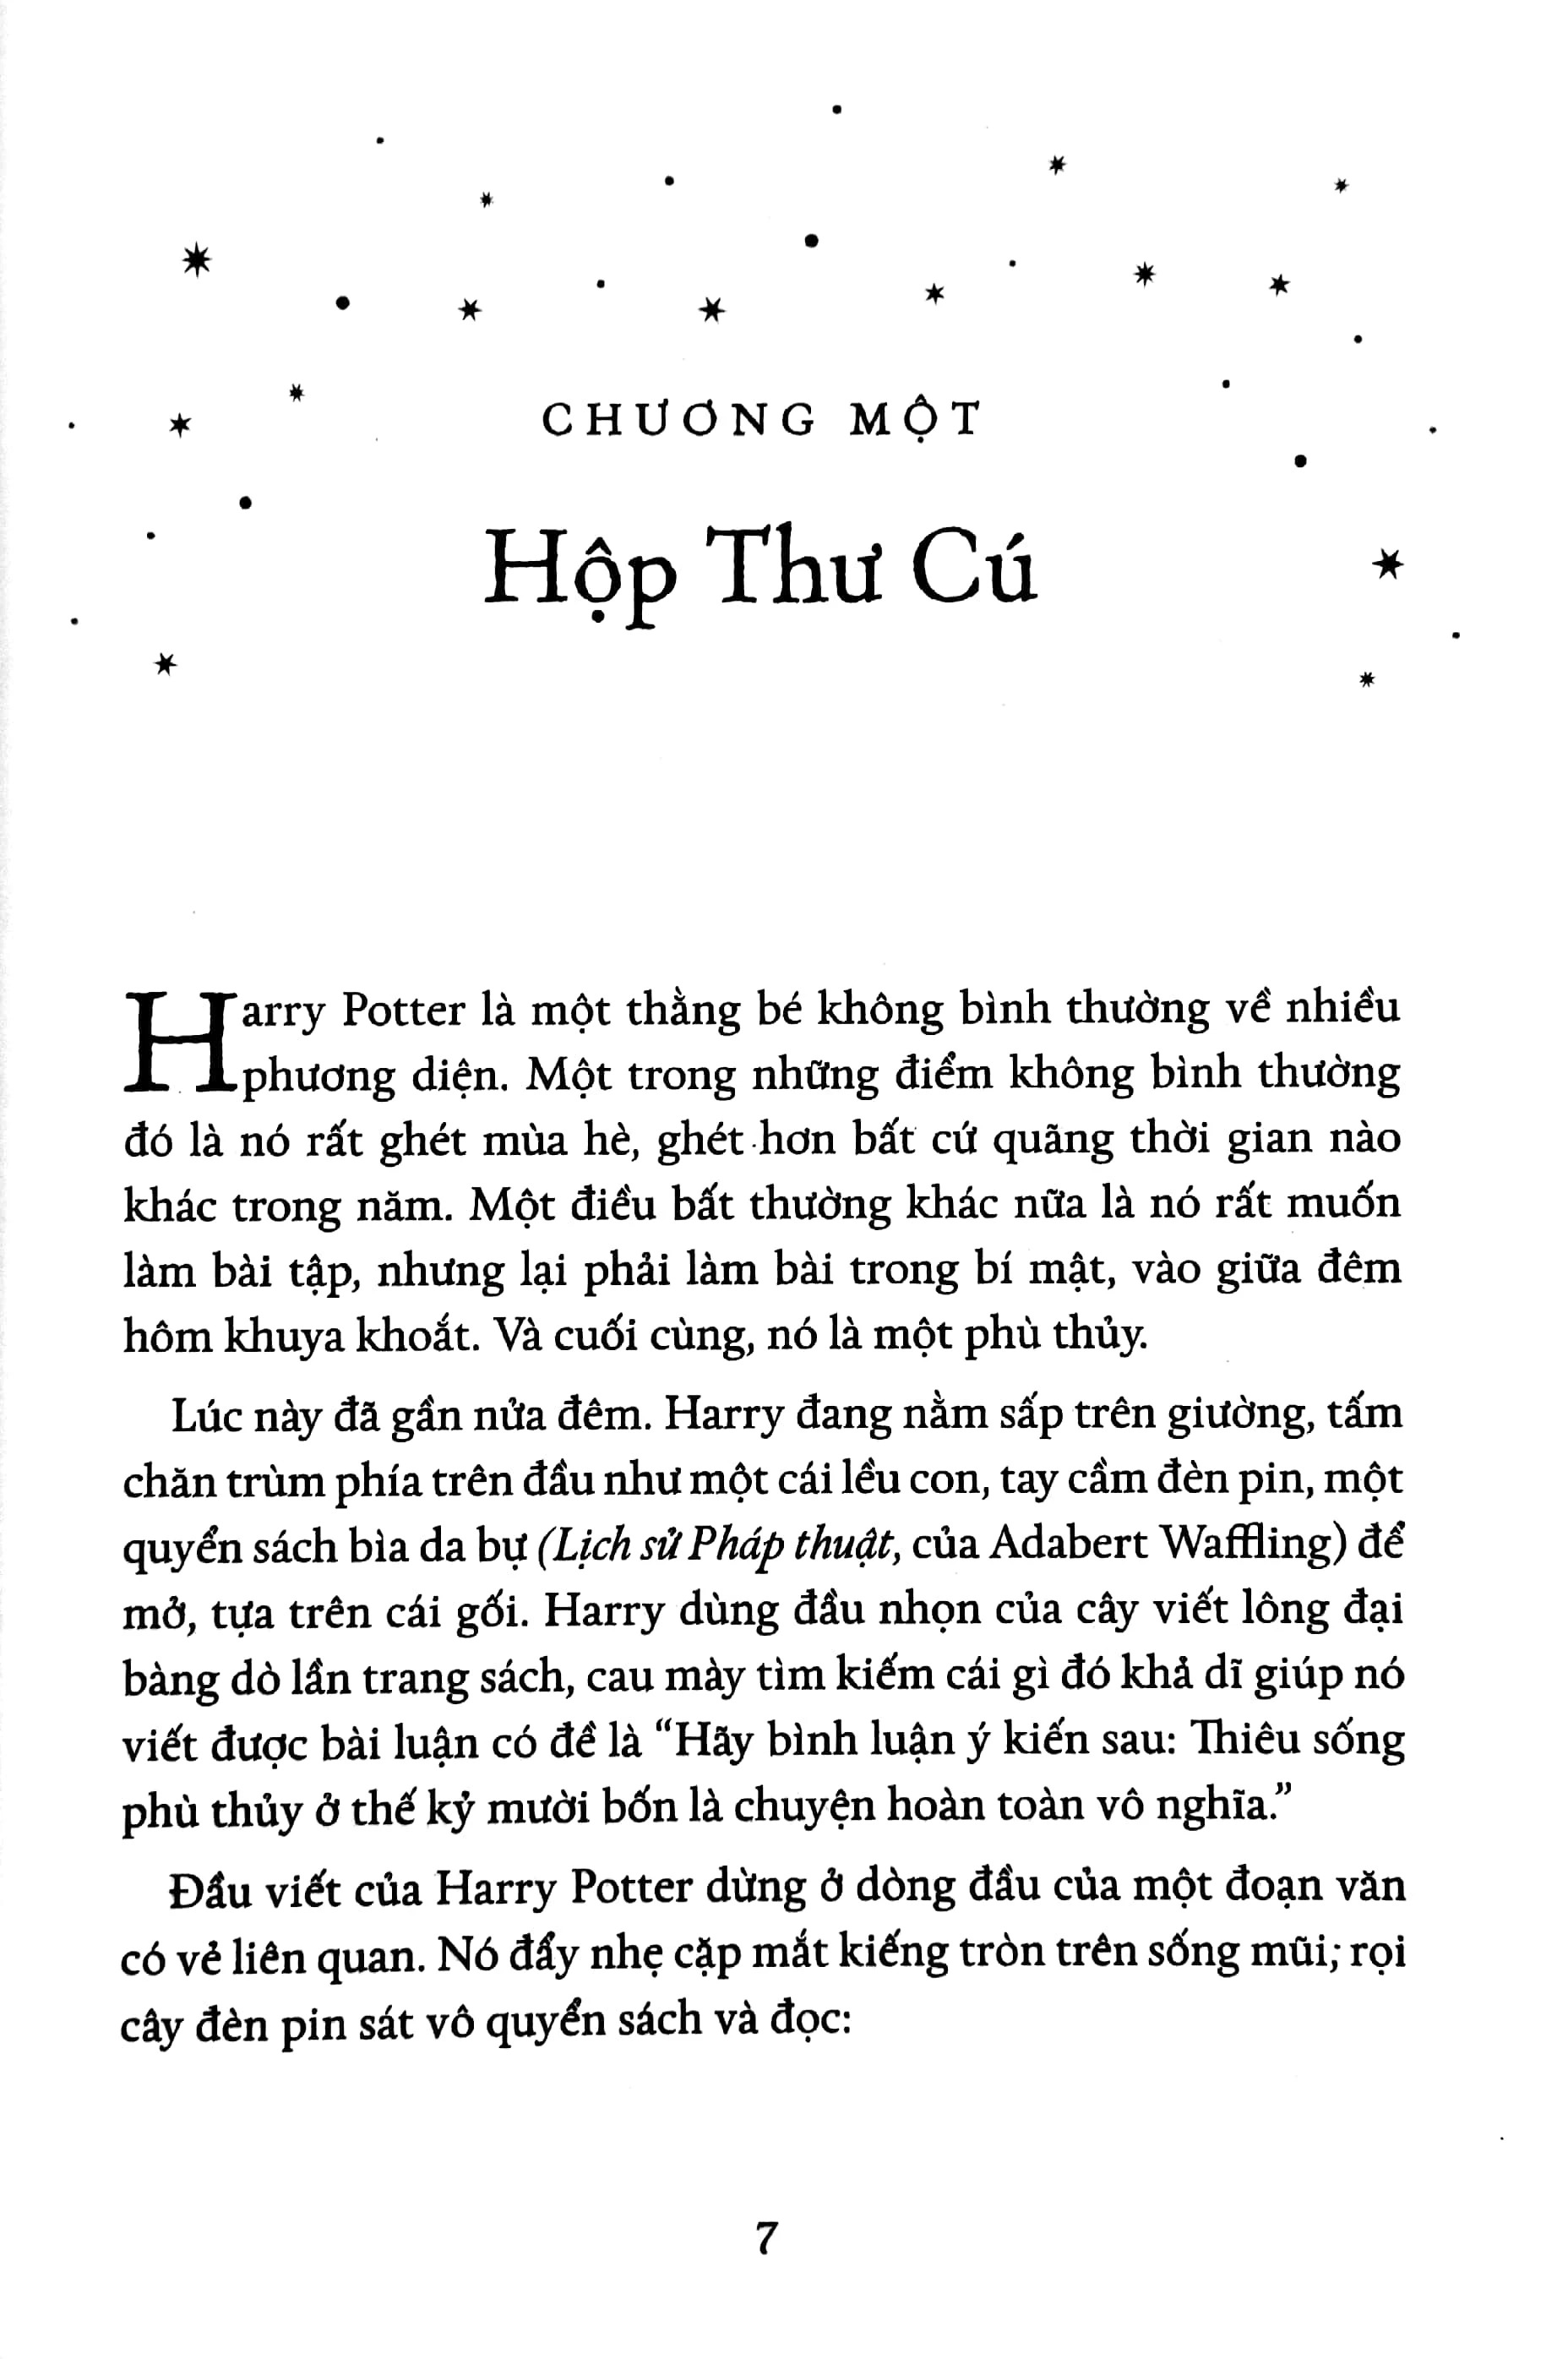 CHƯƠNG MỘT
Hộp Thư Cú
Harry Potter là một thằng bé không bình thường về nhiều
phương diện. Một trong những điểm không bình thường
đó là nó rất ghét mùa hè, ghét hơn bất cứ quãng thời gian nào
khác trong năm. Một điều bất thường khác nữa là nó rất muốn
làm bài tập, nhưng lại phải làm bài trong bí mật, vào giữa đêm
hôm khuya khoắt. Và cuối cùng, nó là một phù thủy.
Lúc này đã gần nửa đêm. Harry đang nằm sấp trên giường, tấm
chăn trùm phía trên đầu như một cái lều con, tay cầm đèn pin, một
quyển sách bìa da bự (Lịch sử Pháp thuật, của Adabert Waffling) để
mở, tựa trên cái gối. Harry dùng đầu nhọn của cây viết lông đại
bàng dò lần trang sách, cau mày tìm kiếm cái gì đó khả dĩ giúp nó
viết được bài luận có đề là “Hãy bình luận ý kiến sau: Thiêu sống
phù thủy ở thế kỷ mười bốn là chuyện hoàn toàn vô nghĩa.”
Đầu viết của Harry Potter dừng ở dòng đầu của một đoạn văn
có vẻ liên quan. Nó đẩy nhẹ cặp mắt kiếng tròn trên sống mũi; rọi
cây đèn pin sát vô quyển sách và đọc:
7